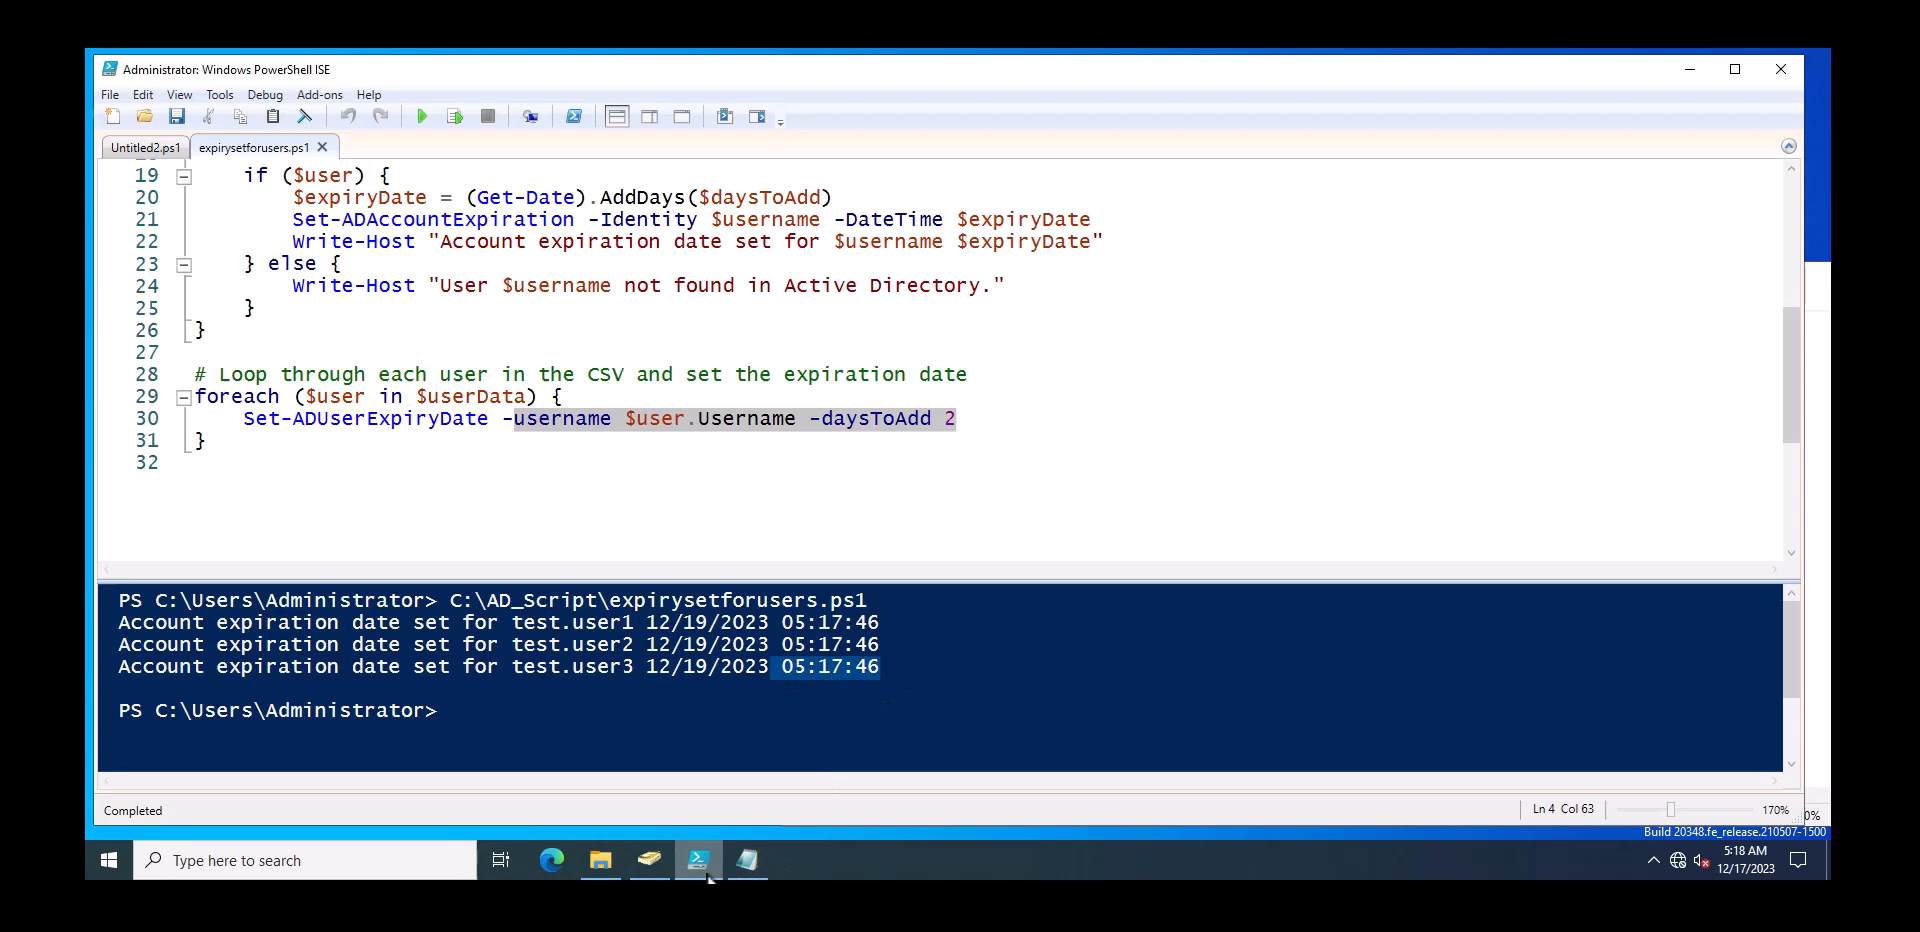 Administrator: Windows PowerShell ISE
File Edit View Tools Debug Add-ons Help
Untitled2.ps1 expirysetforusers.ps1
19 if ($user) {
20 $expiryDate = (Get-Date).AddDays($daysToAdd)
21 Set-ADAccountExpiration -Identity $username -DateTime $expiryDate
22 Write-Host "Account expiration date set for $username $expiryDate"
23 } else {
24 Write-Host "User $username not found in Active Directory."
25 }
26 }
27
28 # Loop through each user in the CSV and set the expiration date
29 foreach ($user in $userData) {
30 Set-ADUserExpiryDate -username $user.Username -daysToAdd 2
31 }
32
PS C:\Users\Administrator> C:\AD_Script\expirysetforusers.ps1
Account expiration date set for test.user1 12/19/2023 05:17:46
Account expiration date set for test.user2 12/19/2023 05:17:46
Account expiration date set for test.user3 12/19/2023 05:17:46
PS C:\Users\Administrator>
Completed Ln 4 Col 63 170%
0%
Build 20348.fe_release.210507-1500
Type here to search
5:18 AM
12/17/2023